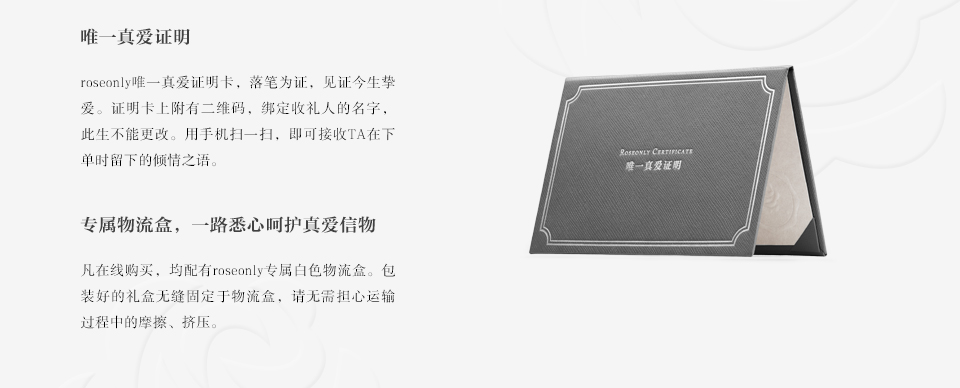 唯一真爱证明
roseonly唯一真爱证明卡，落笔为证，见证今生挚
爱。证明卡上附有二维码，绑定收礼人的名字，
此生不能更改。用手机扫一扫，即可接收TA在下
单时留下的倾情之语。
ROSEONLY CERTIFICATE
唯一真爱证明
专属物流盒，一路悉心呵护真爱信物
凡在线购买，均配有roseonly专属白色物流盒。包
装好的礼盒无缝固定于物流盒，请无需担心运输
过程中的摩擦、挤压。